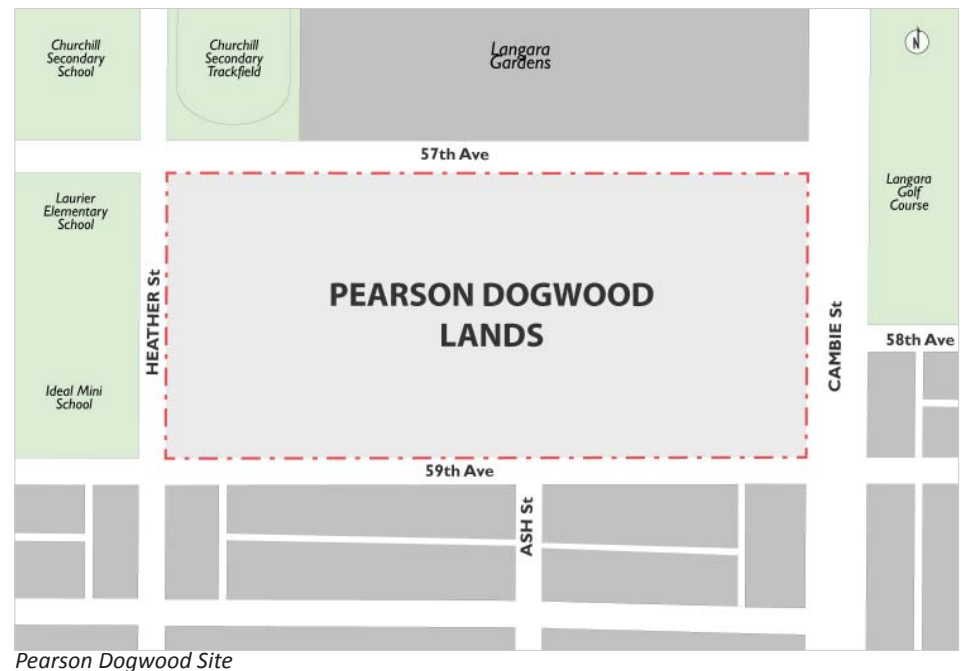 Churchill
Secondary
School
Churchill
Secondary
Trackfield
Langara
Gardens
N
57th Ave
Laurier
Elementary
School
Langara
Golf
Course
HEATHER St
PEARSON DOGWOOD
LANDS
CAMBIE St
58th Ave
Ideal Mini
School
59th Ave
ASH St
Pearson Dogwood Site